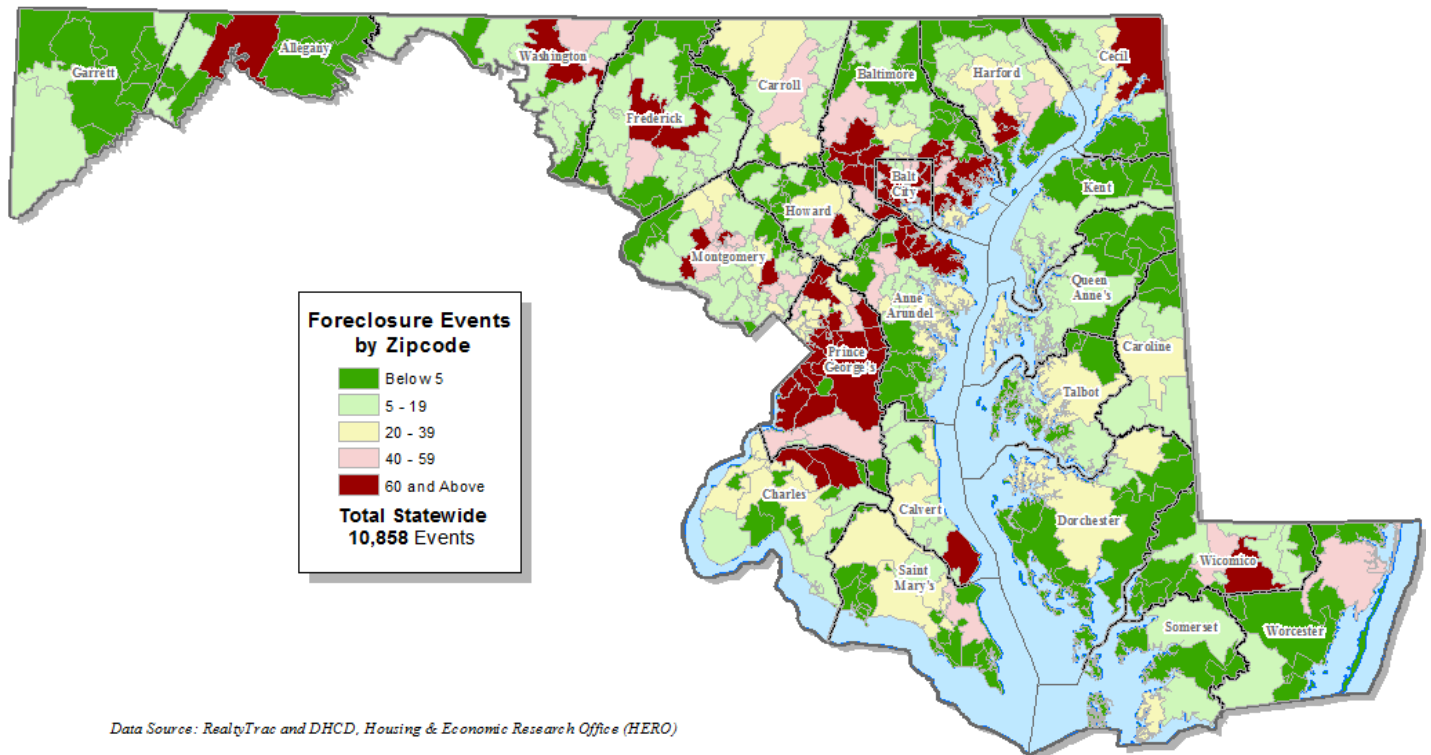 Garrett
Allegany
Washington
Frederick
Carroll
Baltimore
Harford
Cecil
Balt
City
Kent
Howard
Montgomery
Anne
Arundel
Queen
Anne's
Prince
George's
Caroline
Talbot
Charles
Calvert
Dorchester
Saint
Mary's
Wicomico
Somerset
Worcester
Foreclosure Events
by Zipcode
Below 5
5 - 19
20 - 39
40 - 59
60 and Above
Total Statewide
10,858 Events
Data Source: RealtyTrac and DHCD, Housing & Economic Research Office (HERO)